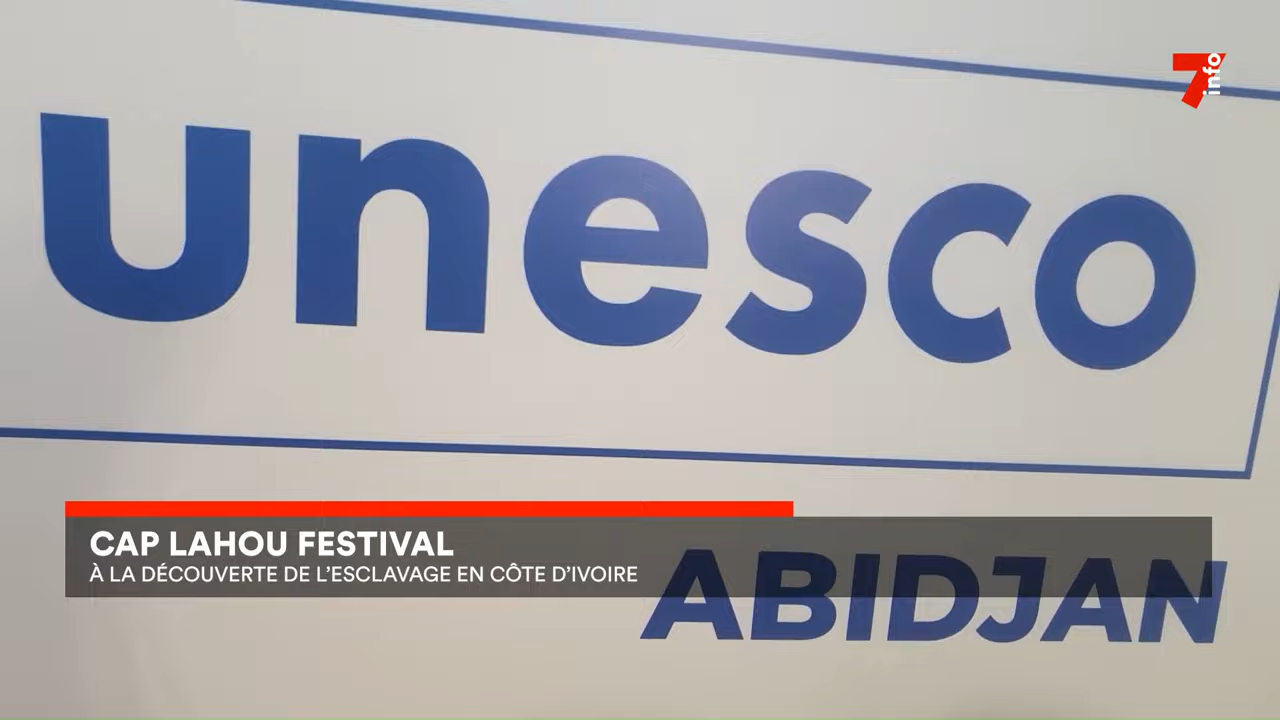 7info
unesco
CAP LAHOU FESTIVAL
À LA DÉCOUVERTE DE L'ESCLAVAGE EN CÔTE D'IVOIRE
ABIDJAN